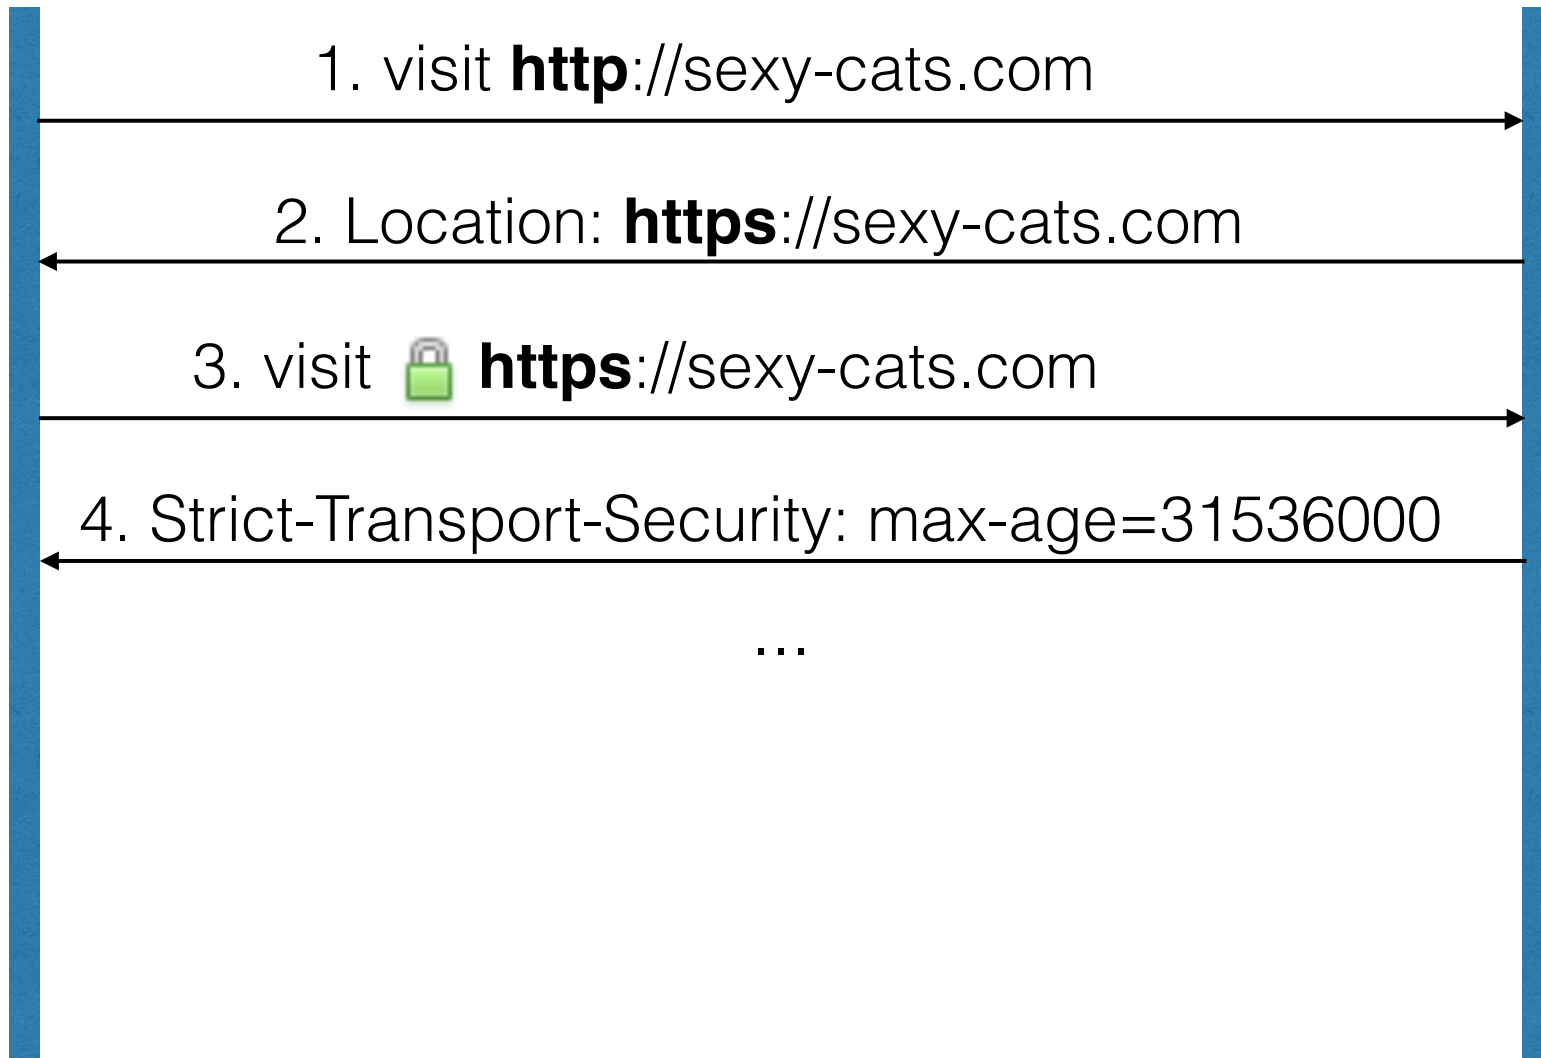 1. visit http://sexy-cats.com
2. Location: https://sexy-cats.com
3. visit https://sexy-cats.com
4. Strict-Transport-Security: max-age=31536000
...